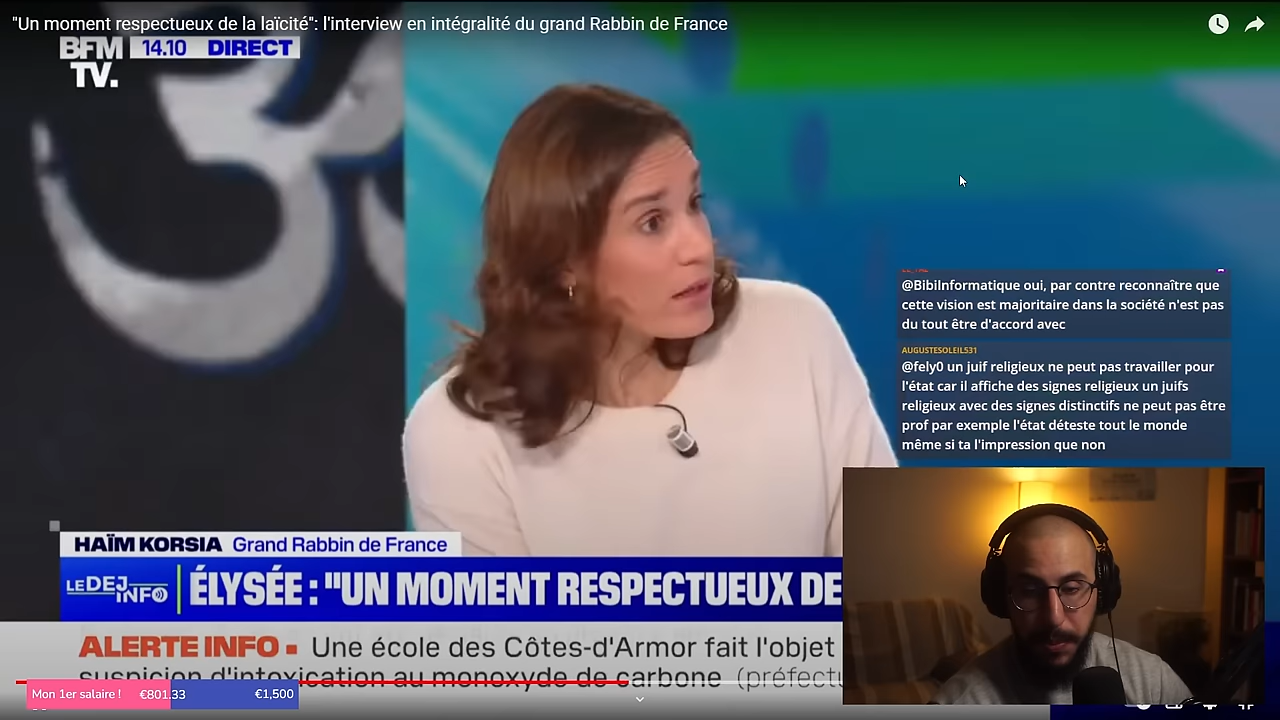 "Un moment respectueux de la laïcité": l'interview en intégralité du grand Rabbin de France
BFM
TV.
14.10 DIRECT
@BibiInformatique oui, par contre reconnaître que
cette vision est majoritaire dans la société n'est pas
du tout être d'accord avec
AUGUSTESOLEIL531
@fely0 un juif religieux ne peut pas travailler pour
l'état car il affiche des signes religieux un juifs
religieux avec des signes distinctifs ne peut pas être
prof par exemple l'état déteste tout le monde
même si ta l'impression que non
HAÏM KORSIA Grand Rabbin de France
LE DEJ INFO
ÉLYSÉE : "UN MOMENT RESPECTUEUX DE
ALERTE INFO ▪ Une école des Côtes-d'Armor fait l'objet
suspicion d'intoxication au monoxyde de carbone (préfectu
Mon 1er salaire ! €801.33 €1,500